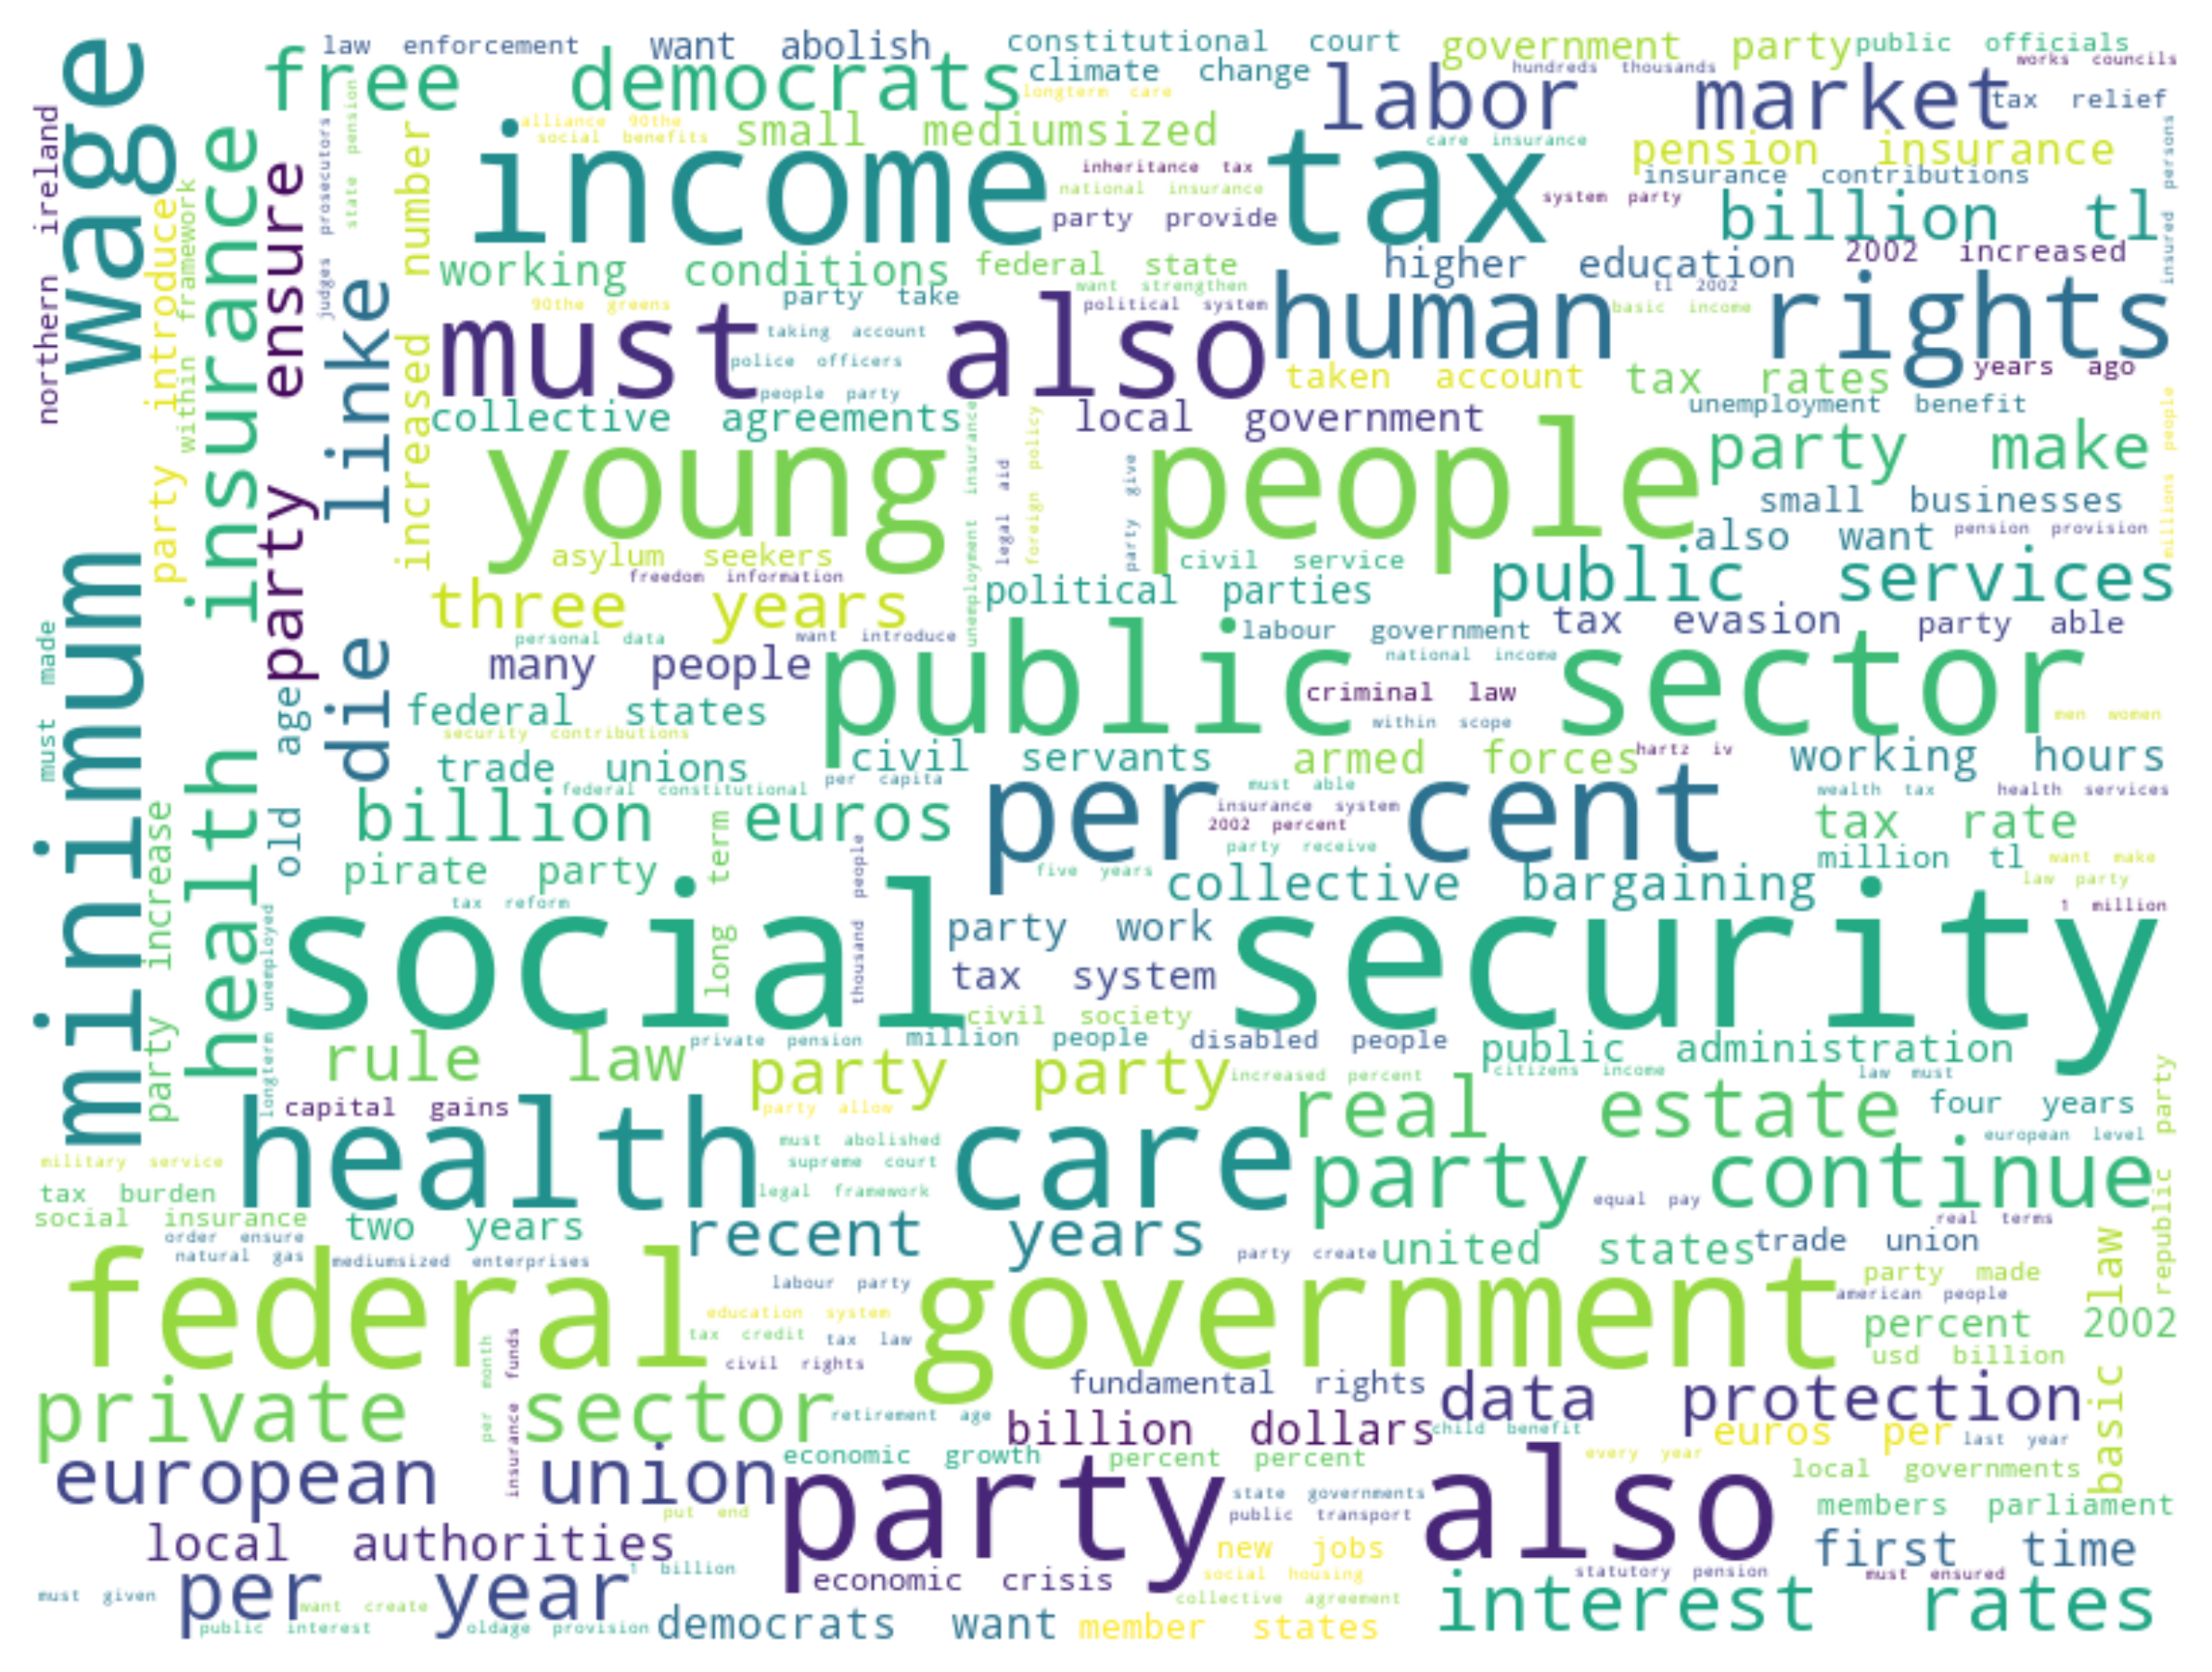 law enforcement
want abolish
constitutional court
government party
public officials
works councils
free democrats
climate change
hundreds thousands
longterm care
labor market
tax relief
alliance 90the
social benefits
small mediumsized
care insurance
pension insurance
income tax
inheritance tax
national insurance
insurance contributions
party provide
system party
billion tl
working conditions
federal state
higher education
2002 increased
90the greens
party take
want strengthen
political system
tl 2002
basic income
human rights
must also
taking account
police officers
people party
taken account
tax rates
years ago
collective agreements
local government
unemployment benefit
young people
party make
small businesses
also want
pension provision
asylum seekers
civil service
freedom information
three years
political parties
public services
personal data
want introduce
labour government
tax evasion
party able
many people
national income
public sector
criminal law
federal states
within scope
men women
security contributions
trade unions
civil servants
armed forces
hartz iv
working hours
per capita
federal constitutional
must able
wealth tax
health services
billion euros
per cent
insurance system
2002 percent
tax rate
party receive
million tl
want make
pirate party
five years
collective bargaining
law party
tax reform
1 million
social security
party work
tax system
civil society
rule law
private pension
million people
disabled people
public administration
party party
increased percent
citizens income
law must
capital gains
party allow
real estate
four years
health care
must abolished
european level
supreme court
military service
legal framework
party continue
equal pay
tax burden
social insurance
two years
recent years
real terms
order ensure
natural gas
mediumsized enterprises
party create
united states
trade union
federal government
labour party
party made
american people
education system
tax credit
tax law
percent 2002
civil rights
usd billion
fundamental rights
data protection
private sector
retirement age
billion dollars
child benefit
euros per
last year
economic growth
percent percent
every year
local governments
european union
party also
state governments
public transport
members parliament
put end
local authorities
new jobs
first time
1 billion
economic crisis
social housing
statutory pension
must ensured
must given
per year
want create
collective agreement
interest rates
public interest
oldage provision
democrats want
member states
northern ireland
minimum wage
must made
party introduce
party increase
within framework
health insurance
party ensure
old age
longterm unemployed
judges prosecutors
state pension
die linke
increased number
unemployment insurance
legal aid
foreign policy
party give
long term
thousand people
per month
insurance funds
insured persons
millions people
republic party
basic law